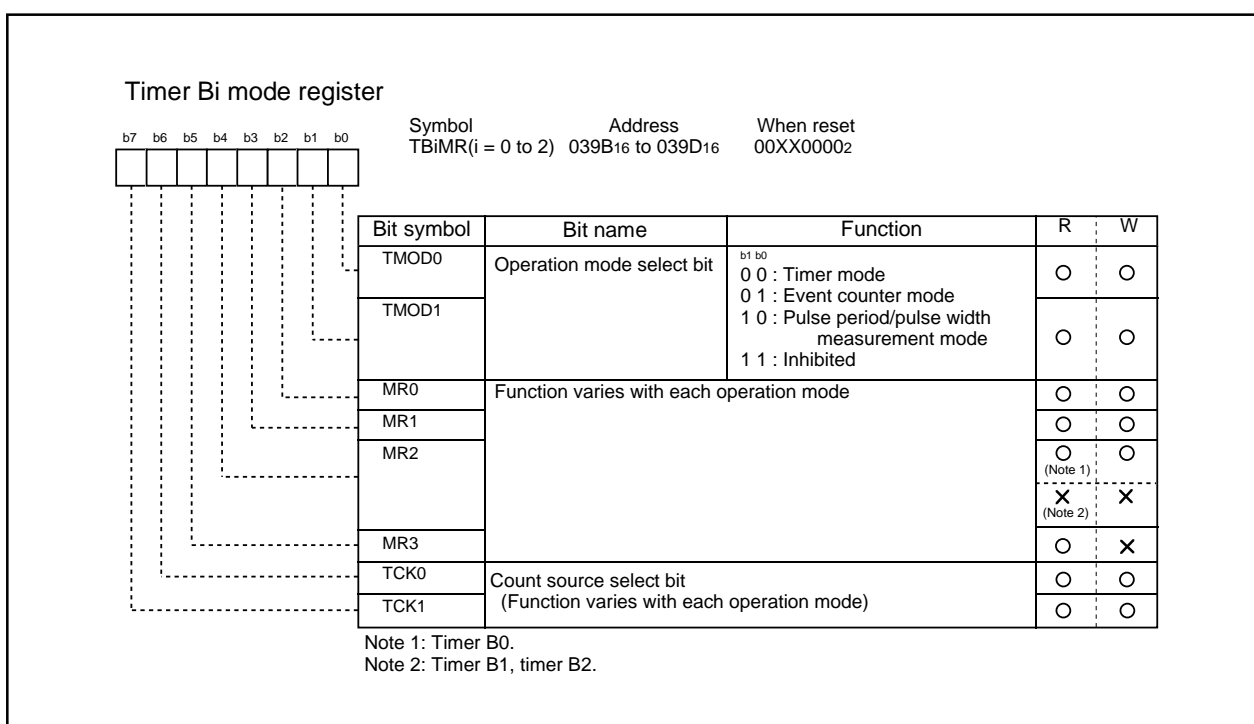 Timer Bi mode register
Symbol Address When reset
b7 b6 b5 b4 b3 b2 b1 b0
TBiMR(i = 0 to 2) 039B16 to 039D16 00XX00002
Bit symbol Bit name Function R W
TMOD0 Operation mode select bit b1 b0
0 0 : Timer mode
0 1 : Event counter mode
TMOD1
1 0 : Pulse period/pulse width
measurement mode
1 1 : Inhibited
MR0 Function varies with each operation mode
MR1
MR2
(Note 1)
(Note 2)
MR3
TCK0 Count source select bit
TCK1 (Function varies with each operation mode)
Note 1: Timer B0.
Note 2: Timer B1, timer B2.